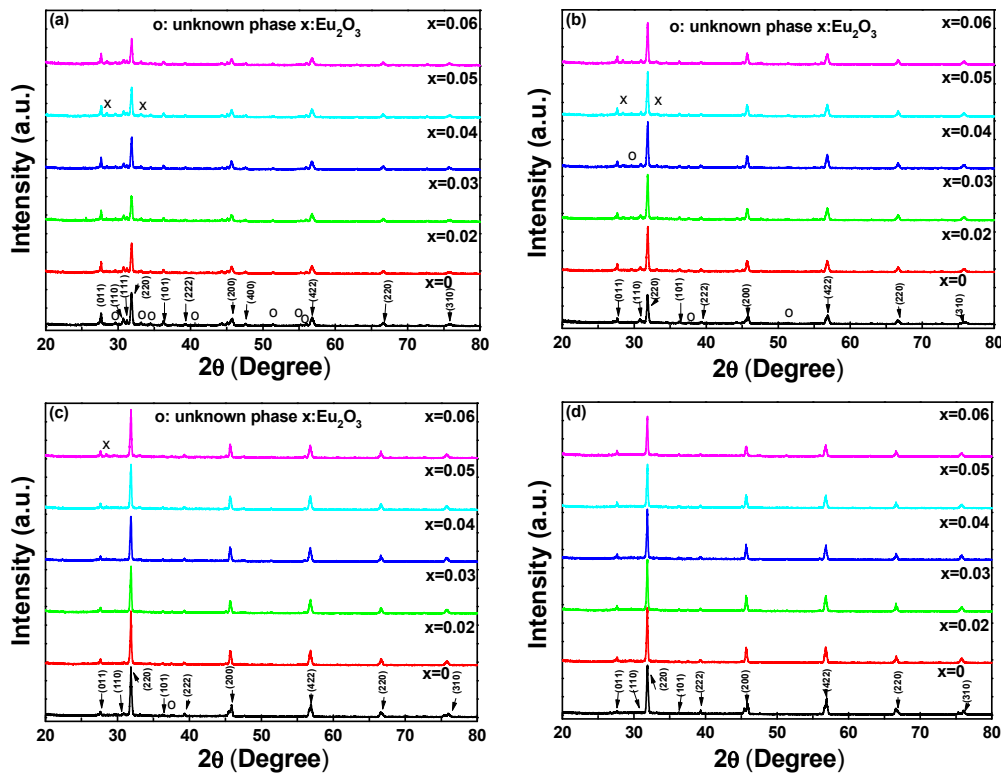 (a)
o: unknown phase x:Eu₂O₃
x=0.06
x=0.05
x x
x=0.04
x=0.03
x=0.02
x=0
(011) (110) (111) (220) (101) (222) (200) (400) (422) (220) (310)
o o o o o o o o
Intensity (a.u.)
20 30 40 50 60 70 80
2θ (Degree)
(b)
o: unknown phase x:Eu₂O₃
x=0.06
x=0.05
x x
x=0.04
o
x=0.03
x=0.02
x=0
(011) (110) (220) (101) (222) (200) (422) (220) (310)
o o
Intensity (a.u.)
20 30 40 50 60 70 80
2θ (Degree)
(c)
o: unknown phase x:Eu₂O₃
x=0.06
x
x=0.05
x=0.04
x=0.03
x=0.02
x=0
(011) (110) (220) (101) (222) (200) (422) (220) (310)
o
Intensity (a.u.)
20 30 40 50 60 70 80
2θ (Degree)
(d)
x=0.06
x=0.05
x=0.04
x=0.03
x=0.02
x=0
(011) (110) (220) (101) (222) (200) (422) (220) (310)
Intensity (a.u.)
20 30 40 50 60 70 80
2θ (Degree)